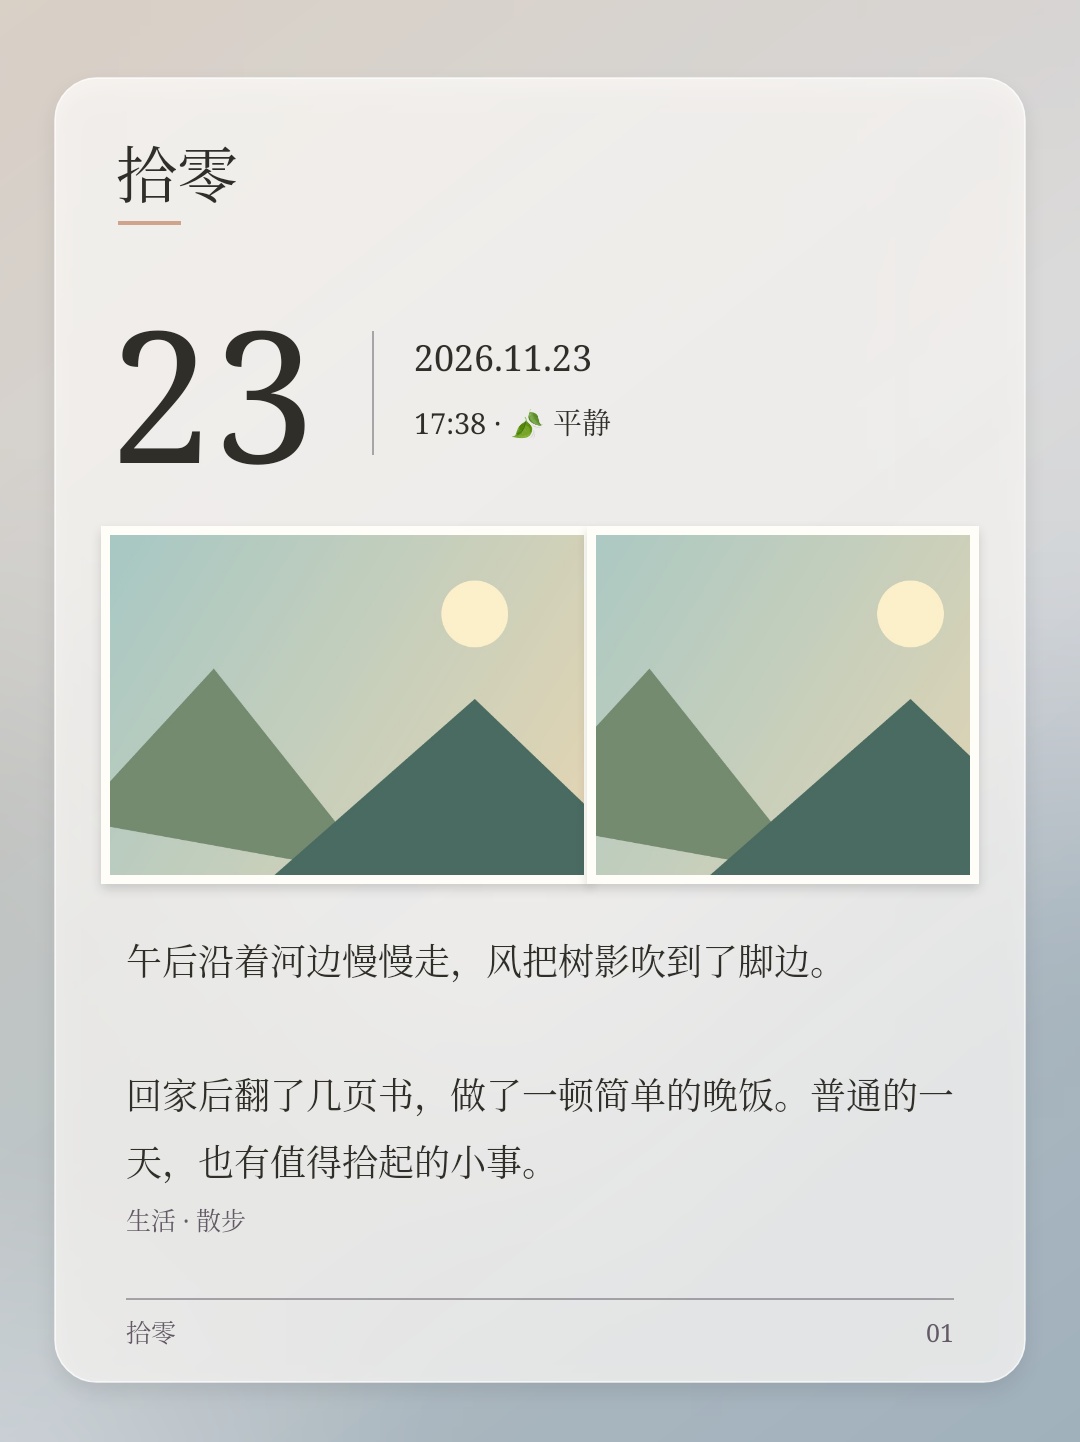 拾零
23
2026.11.23
17:38 · 🍃 平静
午后沿着河边慢慢走，风把树影吹到了脚边。
回家后翻了几页书，做了一顿简单的晚饭。普通的一
天，也有值得拾起的小事。
生活 · 散步
拾零
01